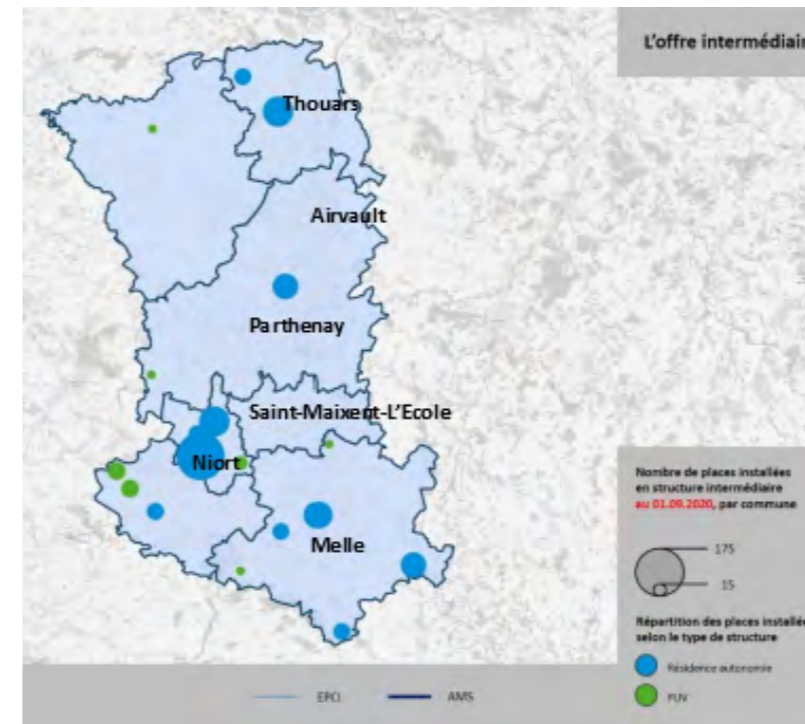 L'offre intermédiair
Thouars
Airvault
Parthenay
Saint-Maixent-L'Ecole
Niort
Melle
Nombre de places installées
en structure intermédiaire
au 01.09.2020, par commune
175
15
Répartition des places installée
selon le type de structure
Résidence autonomie
PUV
EPCI
AMS